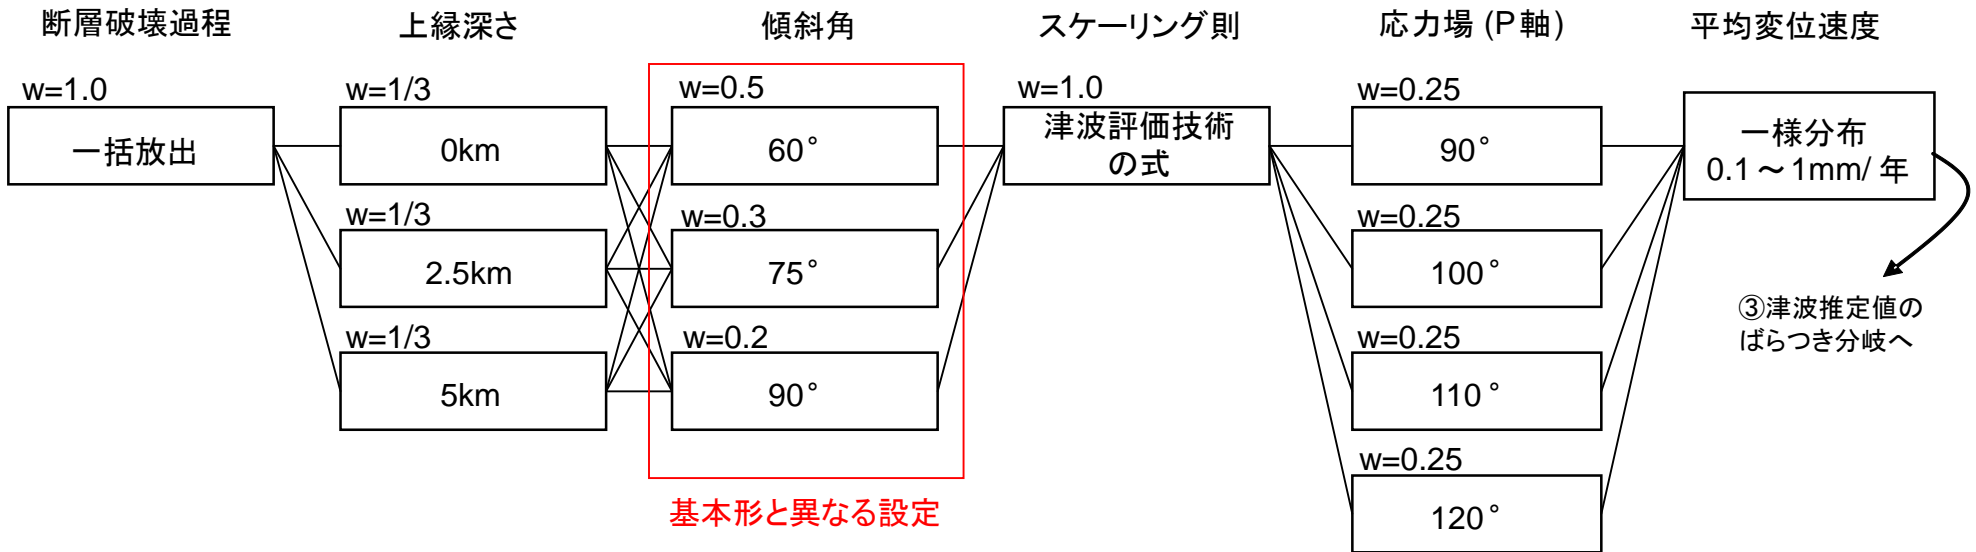 断層破壊過程
上縁深さ
傾斜角
スケーリング則
応力場 (P軸)
平均変位速度
w=1.0
一括放出
w=1/3
0km
w=1/3
2.5km
w=1/3
5km
w=0.5
60°
w=0.3
75°
w=0.2
90°
基本形と異なる設定
w=1.0
津波評価技術
の式
w=0.25
90°
w=0.25
100°
w=0.25
110°
w=0.25
120°
一様分布
0.1～1mm/年
③津波推定値の
ばらつき分岐へ